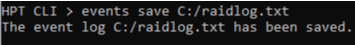 HPT CLI > events save C:/raidlog.txt
The event log C:/raidlog.txt has been saved.